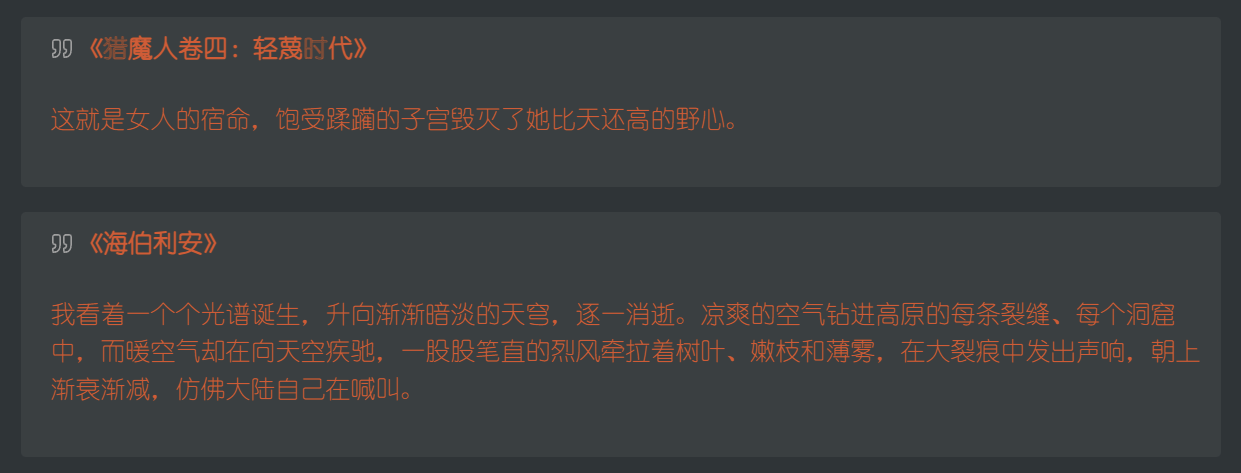 《猎魔人卷四：轻蔑时代》
这就是女人的宿命，饱受蹂躏的子宫毁灭了她比天还高的野心。
《海伯利安》
我看着一个个光谱诞生，升向渐渐暗淡的天穹，逐一消逝。凉爽的空气钻进高原的每条裂缝、每个洞窟
中，而暖空气却在向天空疾驰，一股股笔直的烈风牵拉着树叶、嫩枝和薄雾，在大裂痕中发出声响，朝上
渐衰渐减，仿佛大陆自己在喊叫。